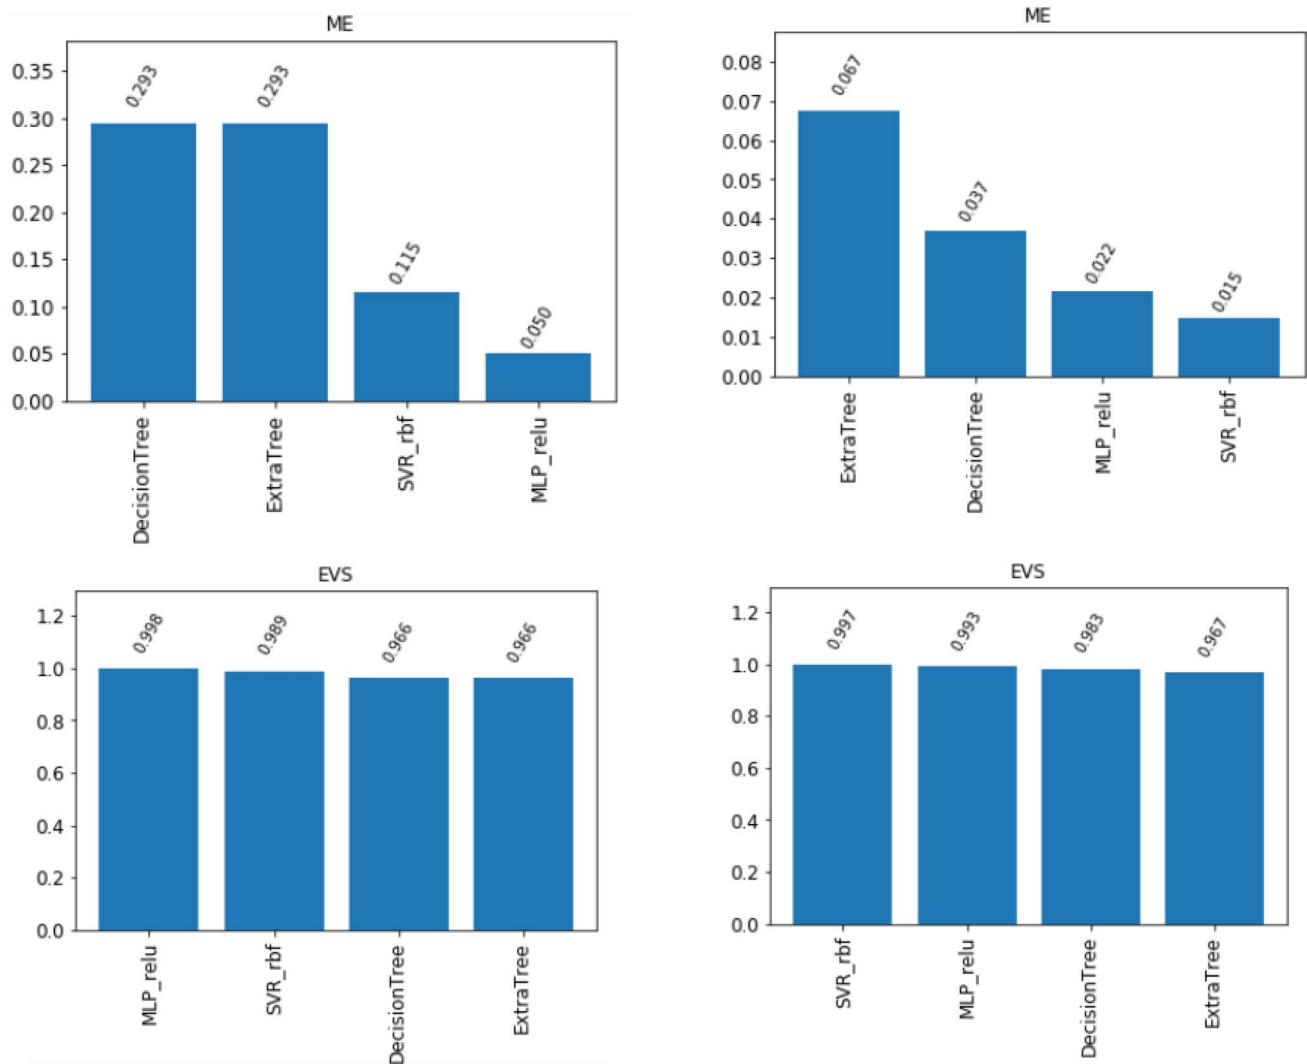 ME
0.35
0.30
0.25
0.20
0.15
0.10
0.05
0.00
0.293
0.293
0.115
0.050
DecisionTree
ExtraTree
SVR_rbf
MLP_relu
ME
0.08
0.07
0.06
0.05
0.04
0.03
0.02
0.01
0.00
0.067
0.037
0.022
0.015
ExtraTree
DecisionTree
MLP_relu
SVR_rbf
EVS
1.2
1.0
0.8
0.6
0.4
0.2
0.0
0.998
0.989
0.966
0.966
MLP_relu
SVR_rbf
DecisionTree
ExtraTree
EVS
1.2
1.0
0.8
0.6
0.4
0.2
0.0
0.997
0.993
0.983
0.967
SVR_rbf
MLP_relu
DecisionTree
ExtraTree